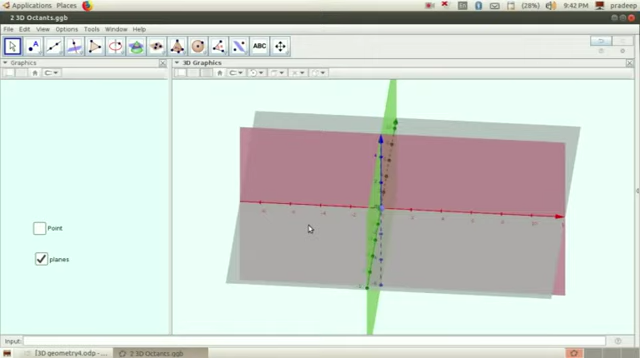 Applications Places
(28%) 9:42 PM pradeep
2 3D Octants.ggb
File Edit View Options Tools Window Help
ABC
Graphics
3D Graphics
Point
planes
Input:
[3D geometry4.odp -...
2 3D Octants.ggb